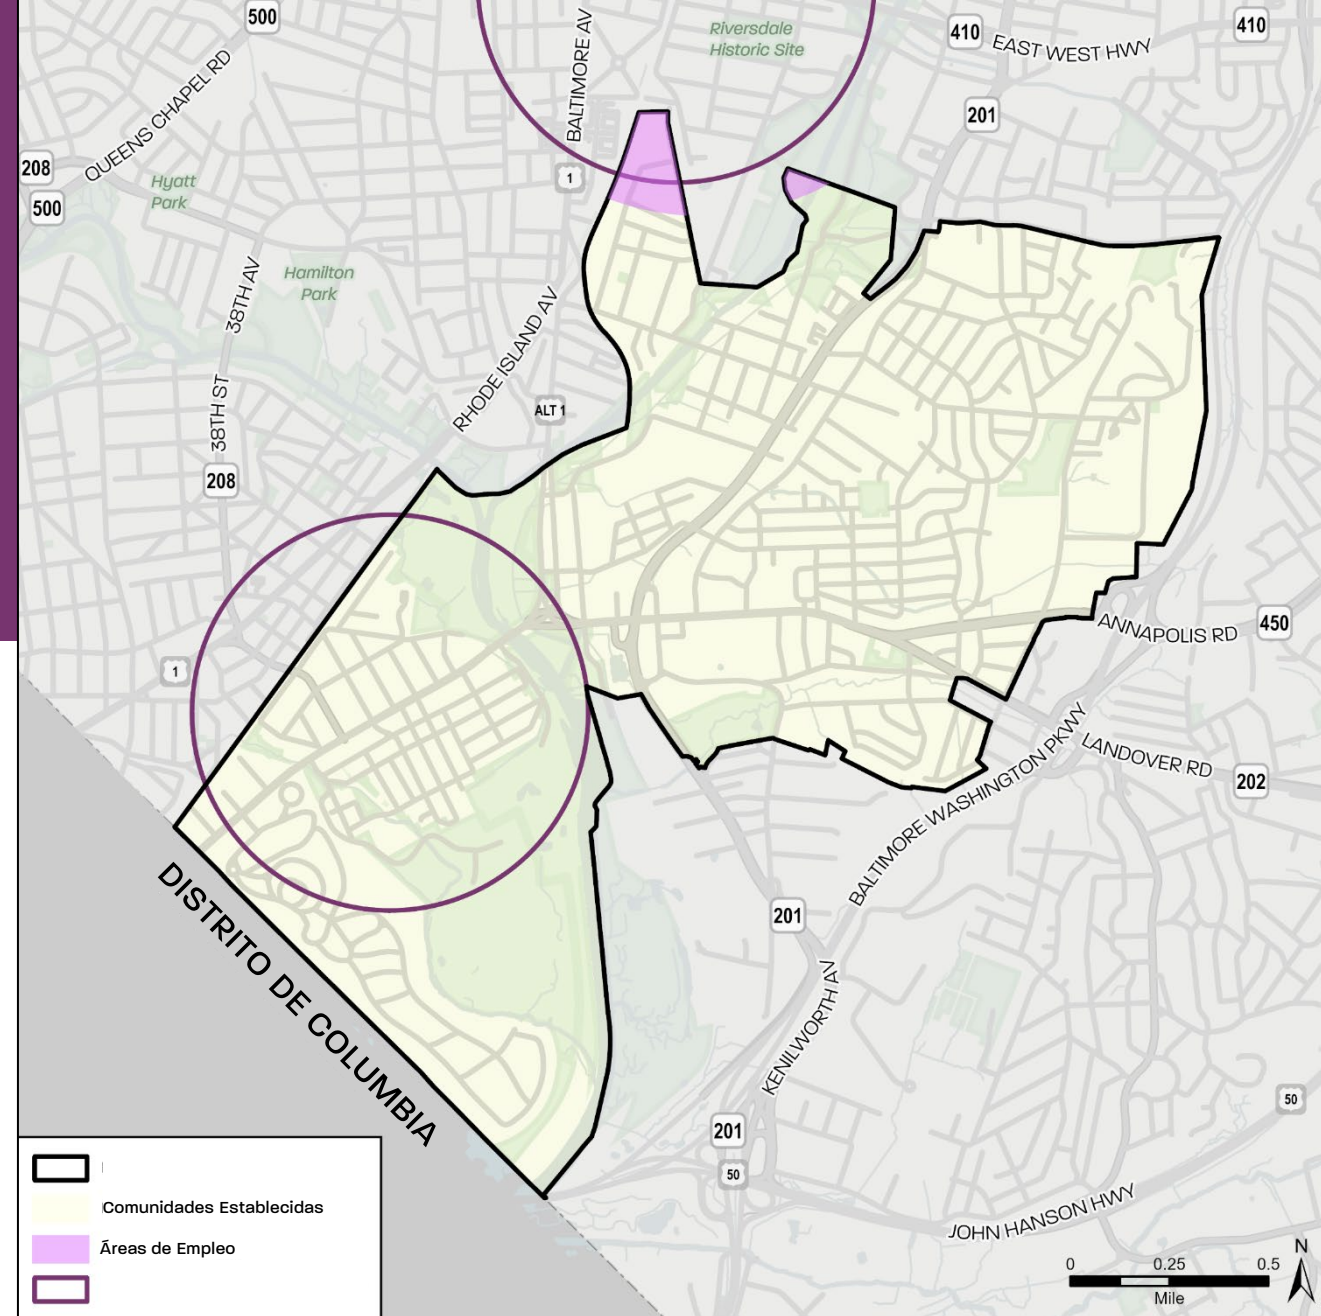 500
BALTIMORE AV
Riversdale
Historic Site
410
EAST WEST HWY
410
QUEENS CHAPEL RD
201
208
1
Hyatt
Park
500
38TH AV
Hamilton
Park
RHODE ISLAND AV
38TH ST
ALT 1
208
ANNAPOLIS RD
450
1
BALTIMORE WASHINGTON PKWY
LANDOVER RD
202
DISTRITO DE COLUMBIA
201
KENILWORTH AV
50
201
50
JOHN HANSON HWY
Comunidades Establecidas
Áreas de Empleo
0 0.25 0.5
Mile
N